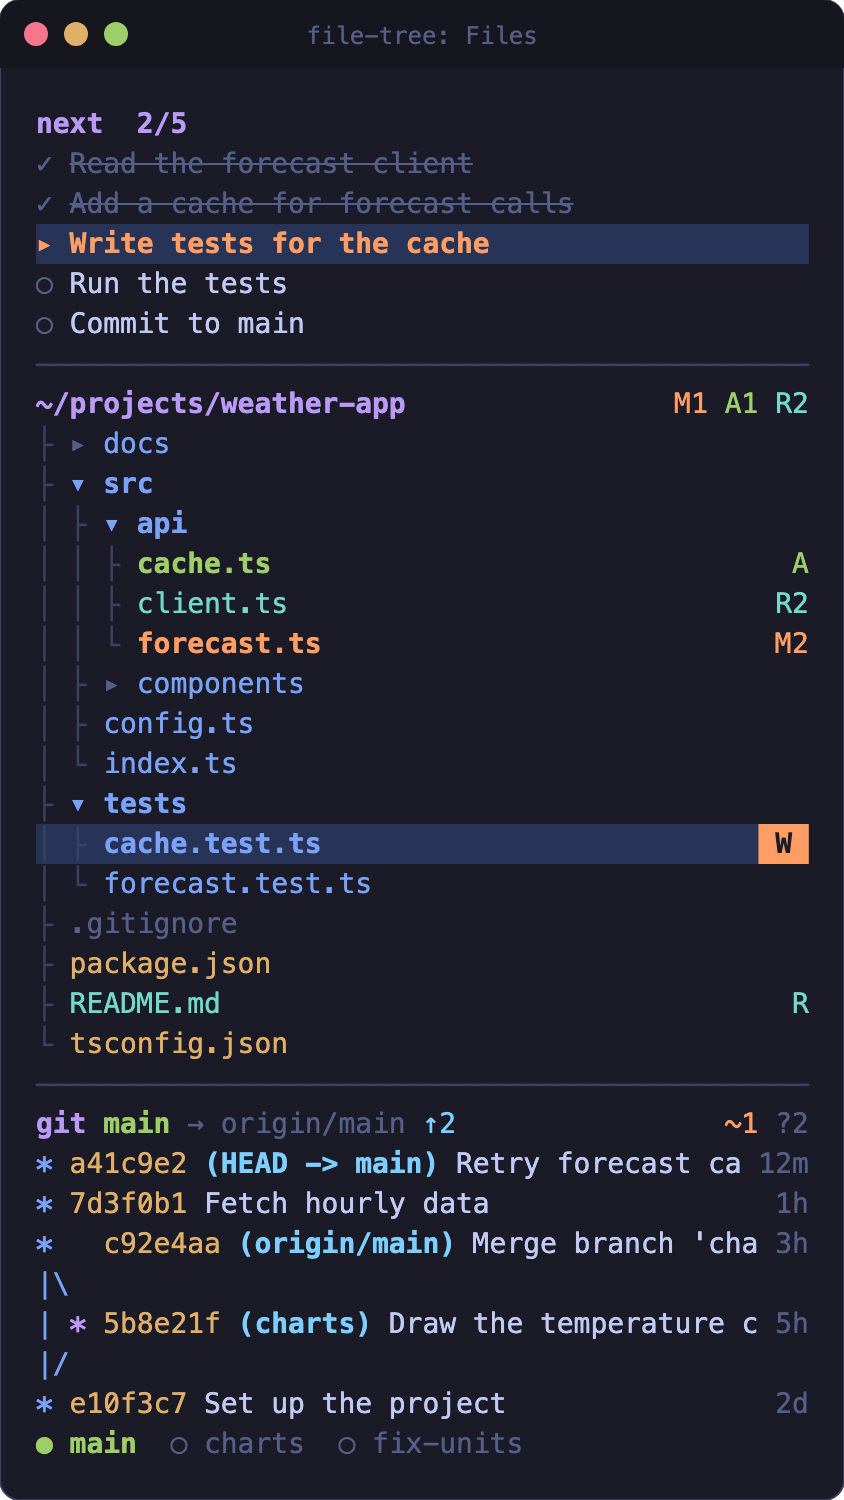 file-tree: Files
next  2/5
✓ Read the forecast client
✓ Add a cache for forecast calls
▸ Write tests for the cache
○ Run the tests
○ Commit to main
~/projects/weather-app M1 A1 R2
├ ▸ docs
├ ▾ src
│ ├ ▾ api
│ │ ├ cache.ts A
│ │ ├ client.ts R2
│ │ └ forecast.ts M2
│ ├ ▸ components
│ ├ config.ts
│ └ index.ts
├ ▾ tests
│ ├ cache.test.ts W
│ └ forecast.test.ts
├ .gitignore
├ package.json
├ README.md R
└ tsconfig.json
git main → origin/main ↑2 ~1 ?2
* a41c9e2 (HEAD -> main) Retry forecast ca 12m
* 7d3f0b1 Fetch hourly data 1h
*   c92e4aa (origin/main) Merge branch 'cha 3h
|\
| * 5b8e21f (charts) Draw the temperature c 5h
|/
* e10f3c7 Set up the project 2d
● main  ○ charts  ○ fix-units